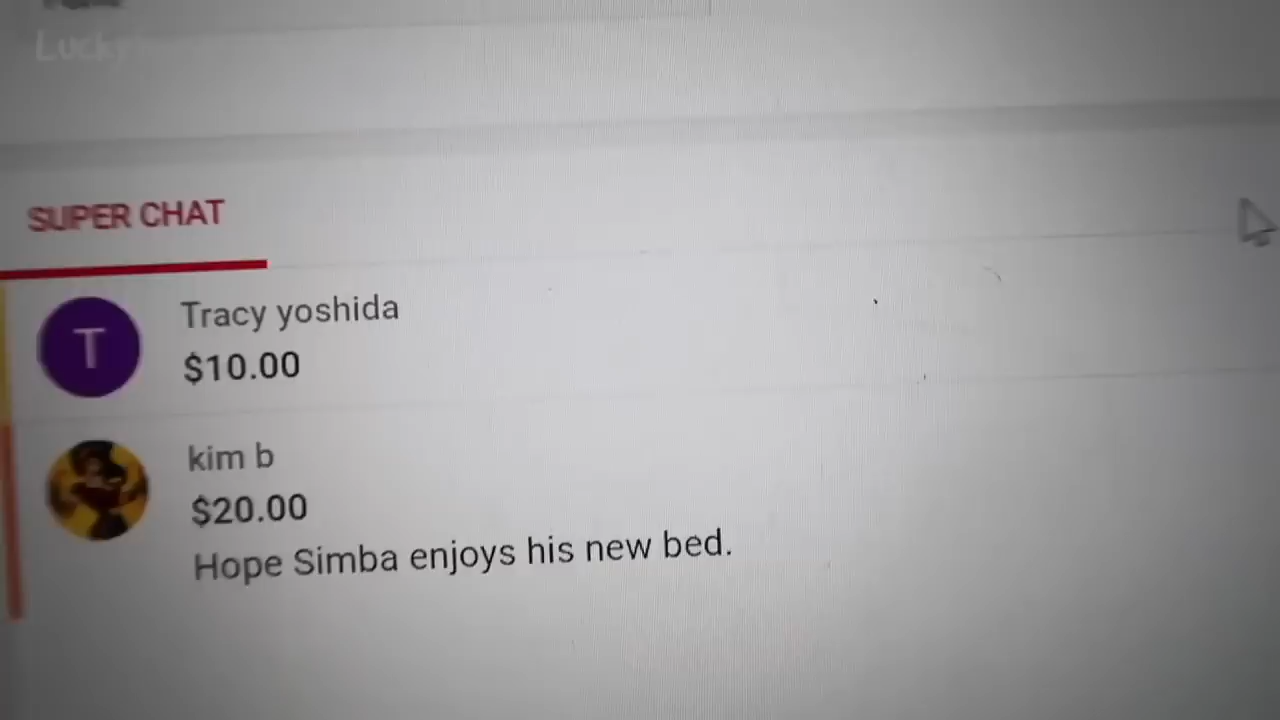 SUPER CHAT
T
Tracy yoshida
$10.00
kim b
$20.00
Hope Simba enjoys his new bed.